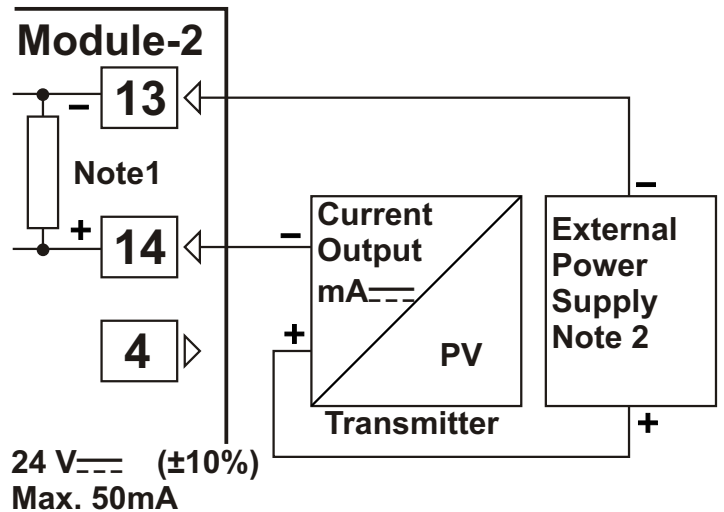 Module-2
− 13
−
Note1
Current
Output
mA
−
External
Power
Supply
Note 2
+ 14
4
+
PV
Transmitter
+
24 V (±10%)
Max. 50mA